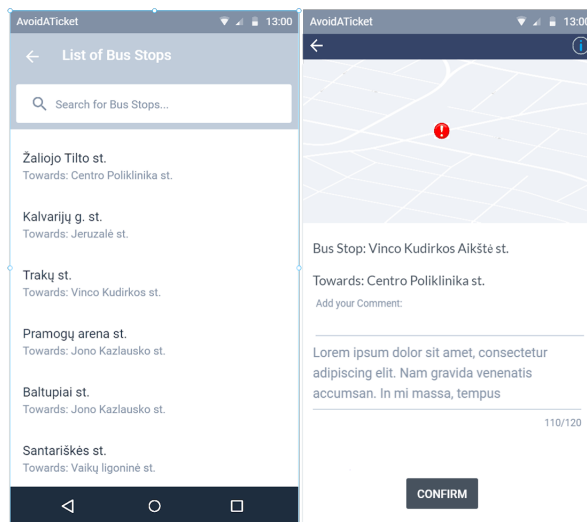 AvoidATicket 13:00
List of Bus Stops
Search for Bus Stops...
Žaliojo Tilto st.
Towards: Centro Poliklinika st.
Kalvarijų g. st.
Towards: Jeruzalė st.
Trakų st.
Towards: Vinco Kudirkos st.
Pramogų arena st.
Towards: Jono Kazlausko st.
Baltupiai st.
Towards: Jono Kazlausko st.
Santariškės st.
Towards: Vaikų ligoninė st.
AvoidATicket 13:00
Bus Stop: Vinco Kudirkos Aikštė st.
Towards: Centro Poliklinika st.
Add your Comment:
Lorem ipsum dolor sit amet, consectetur
adipiscing elit. Nam gravida venenatis
accumsan. In mi massa, tempus
110/120
CONFIRM